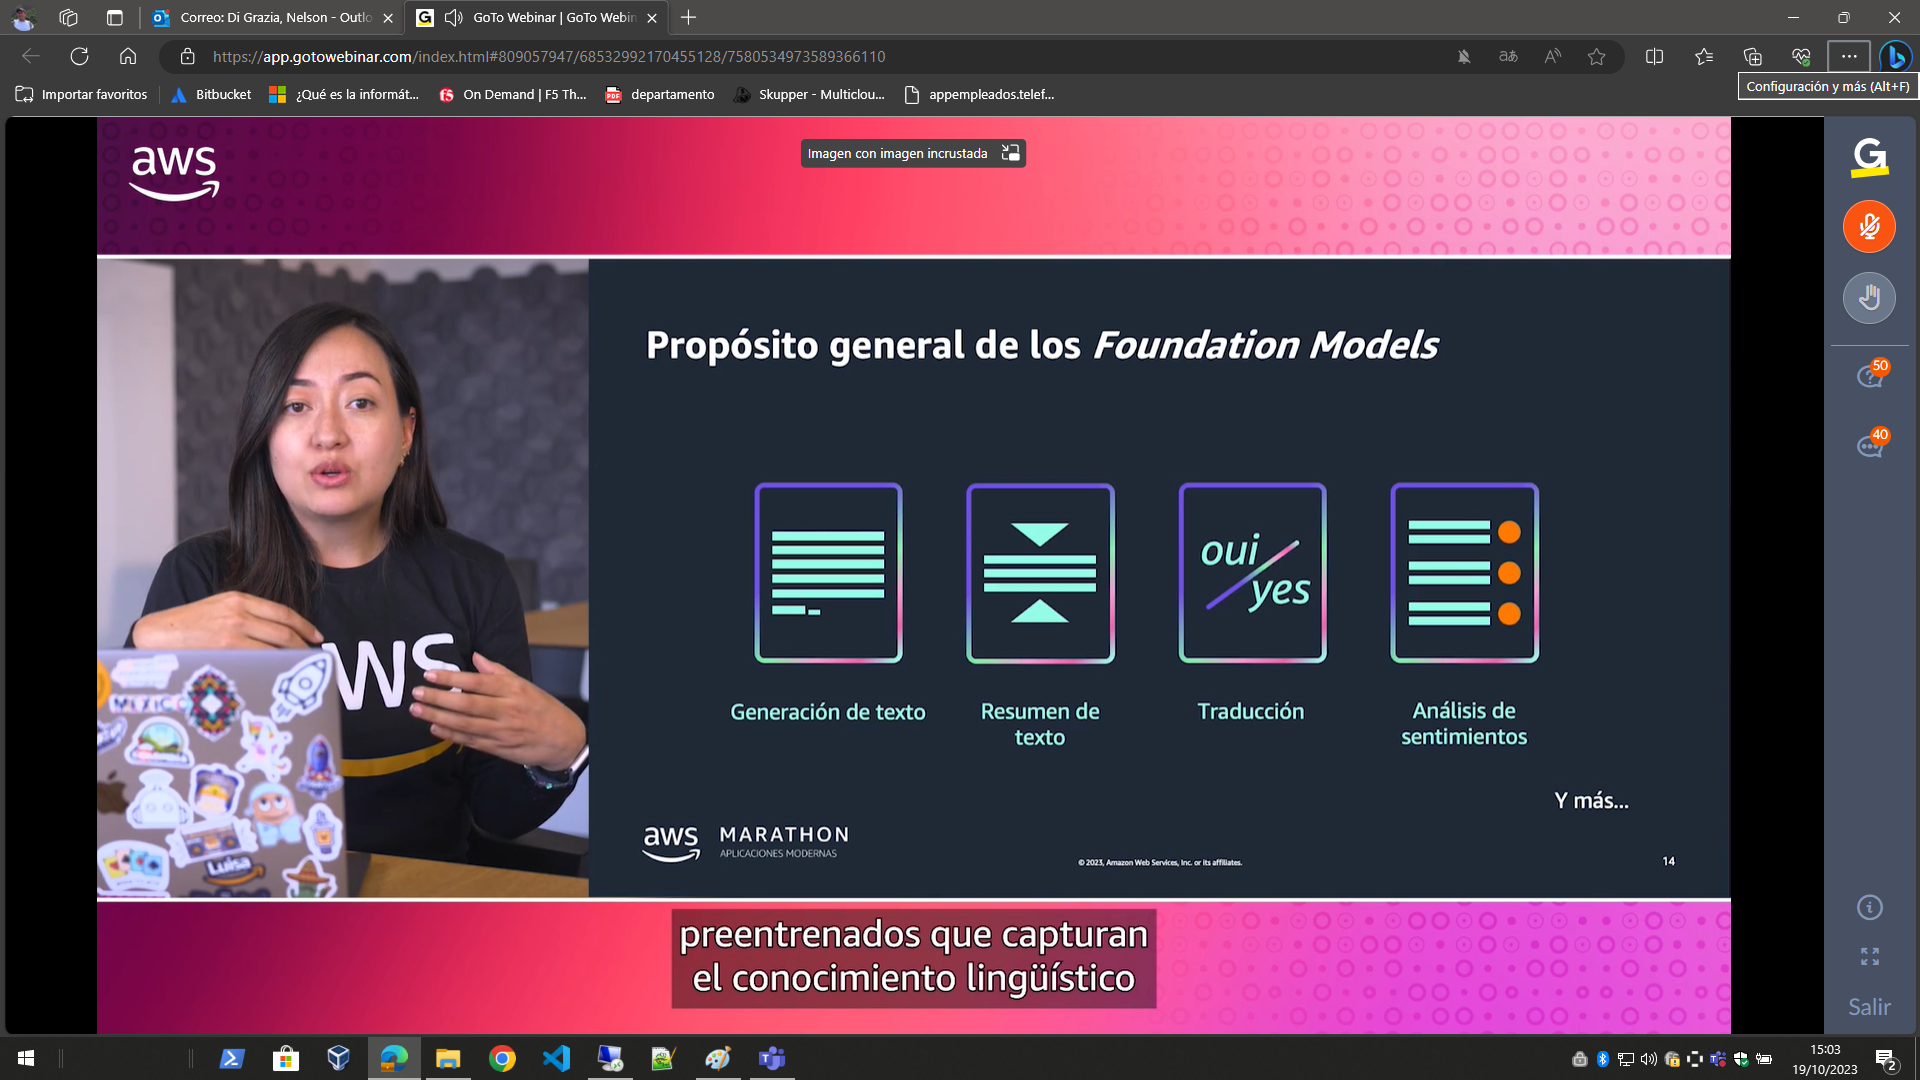 Correo: Di Grazia, Nelson - Outlo
GoTo Webinar | GoTo Webin
https://app.gotowebinar.com/index.html#809057947/68532992170455128/7580534973589366110
Importar favoritos
Bitbucket
¿Qué es la informát...
On Demand | F5 Th...
departamento
Skupper - Multiclou...
appempleados.telef...
Configuración y más (Alt+F)
Imagen con imagen incrustada
aws
Propósito general de los Foundation Models
oui
yes
Generación de texto
Resumen de
texto
Traducción
Análisis de
sentimientos
Y más...
aws MARATHON
APLICACIONES MODERNAS
© 2023, Amazon Web Services, Inc. or its affiliates.
14
aws
MEXICO
Luisa
preentrenados que capturan
el conocimiento lingüístico
50
40
Salir
15:03
19/10/2023
2